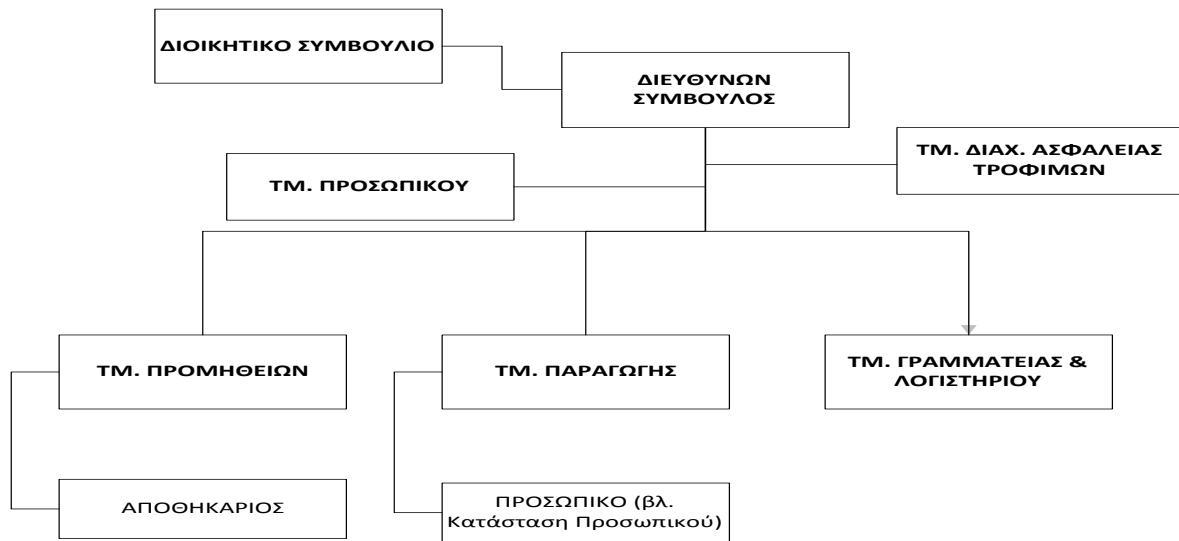 ΔΙΟΙΚΗΤΙΚΟ ΣΥΜΒΟΥΛΙΟ
ΔΙΕΥΘΥΝΩΝ
ΣΥΜΒΟΥΛΟΣ
ΤΜ. ΔΙΑΧ. ΑΣΦΑΛΕΙΑΣ
ΤΡΟΦΙΜΩΝ
ΤΜ. ΠΡΟΣΩΠΙΚΟΥ
ΤΜ. ΠΡΟΜΗΘΕΙΩΝ
ΤΜ. ΠΑΡΑΓΩΓΗΣ
ΤΜ. ΓΡΑΜΜΑΤΕΙΑΣ &
ΛΟΓΙΣΤΗΡΙΟΥ
ΑΠΟΘΗΚΑΡΙΟΣ
ΠΡΟΣΩΠΙΚΟ (βλ.
Κατάσταση Προσωπικού)